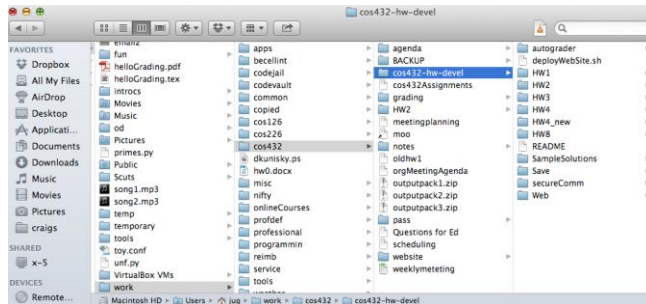 cos432-hw-devel
FAVORITES
Dropbox
All My Files
AirDrop
Desktop
Applicati...
Documents
Downloads
Music
Movies
Pictures
craigs
SHARED
x-5
DEVICES
Remote...
email2
fun
helloGrading.pdf
helloGrading.tex
introcs
Movies
Music
od
Pictures
primes.py
Public
Scuts
song1.mp3
song2.mp3
temp
temporary
tools
toy.conf
unf.py
VirtualBox VMs
work
apps
becellint
codejail
codevault
common
copied
cos126
cos226
cos432
dkunisky.ps
hw0.docx
misc
nifty
onlineCourses
profdef
professional
programmin
reimb
service
tools
weather
agenda
BACKUP
cos432-hw-devel
cos432Assignments
grading
HW2
meetingplanning
moo
notes
oldhw1
orgMeetingAgenda
outputpack1.zip
outputpack2.zip
outputpack3.zip
pass
Questions for Ed
scheduling
website
weeklymeteting
autograder
deployWebSite.sh
HW1
HW2
HW3
HW4
HW4_new
HW8
README
SampleSolutions
Save
secureComm
Web
Macintosh HD Users jug work cos432 cos432-hw-devel